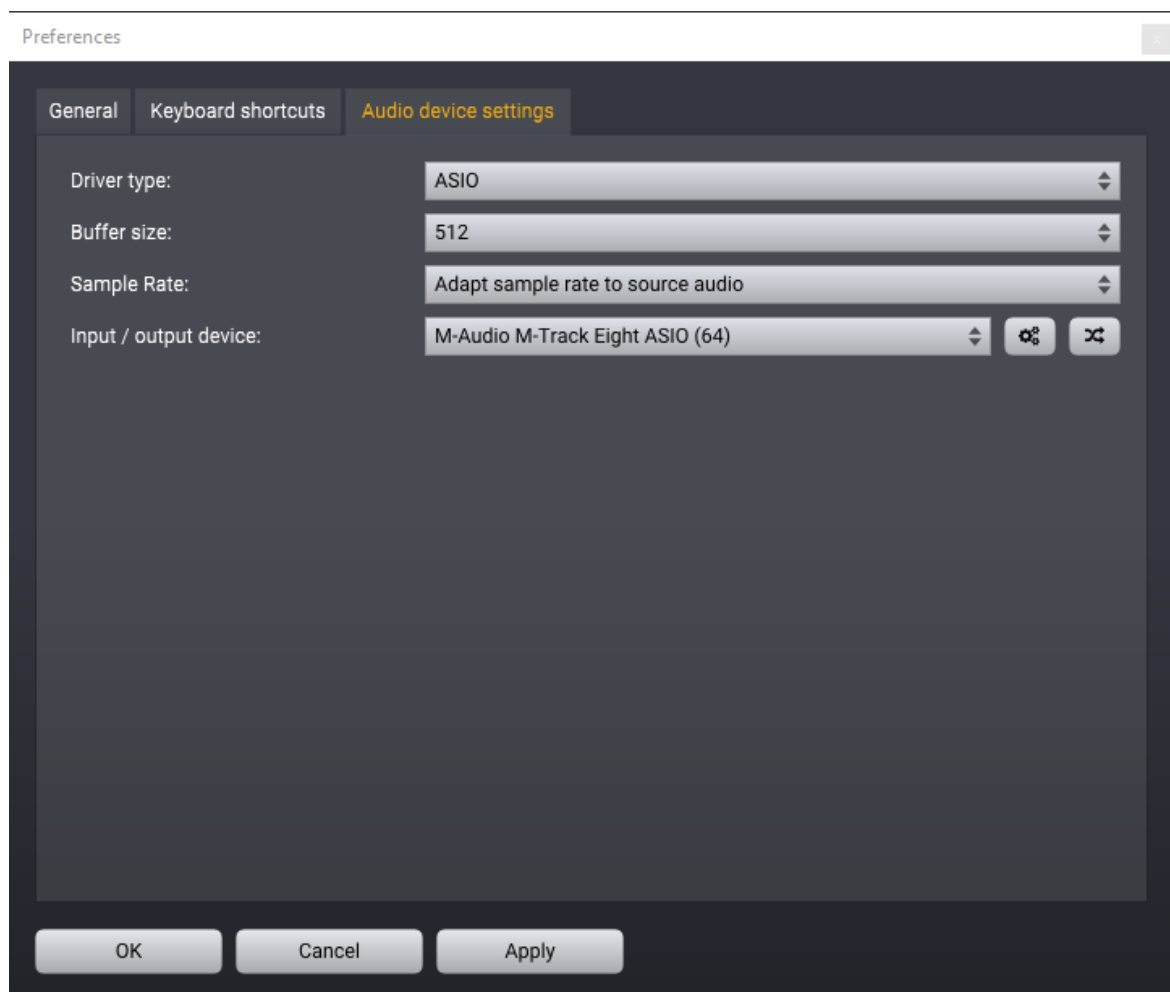 Preferences
x
General Keyboard shortcuts Audio device settings
Driver type: ASIO
Buffer size: 512
Sample Rate: Adapt sample rate to source audio
Input / output device: M-Audio M-Track Eight ASIO (64)
OK Cancel Apply